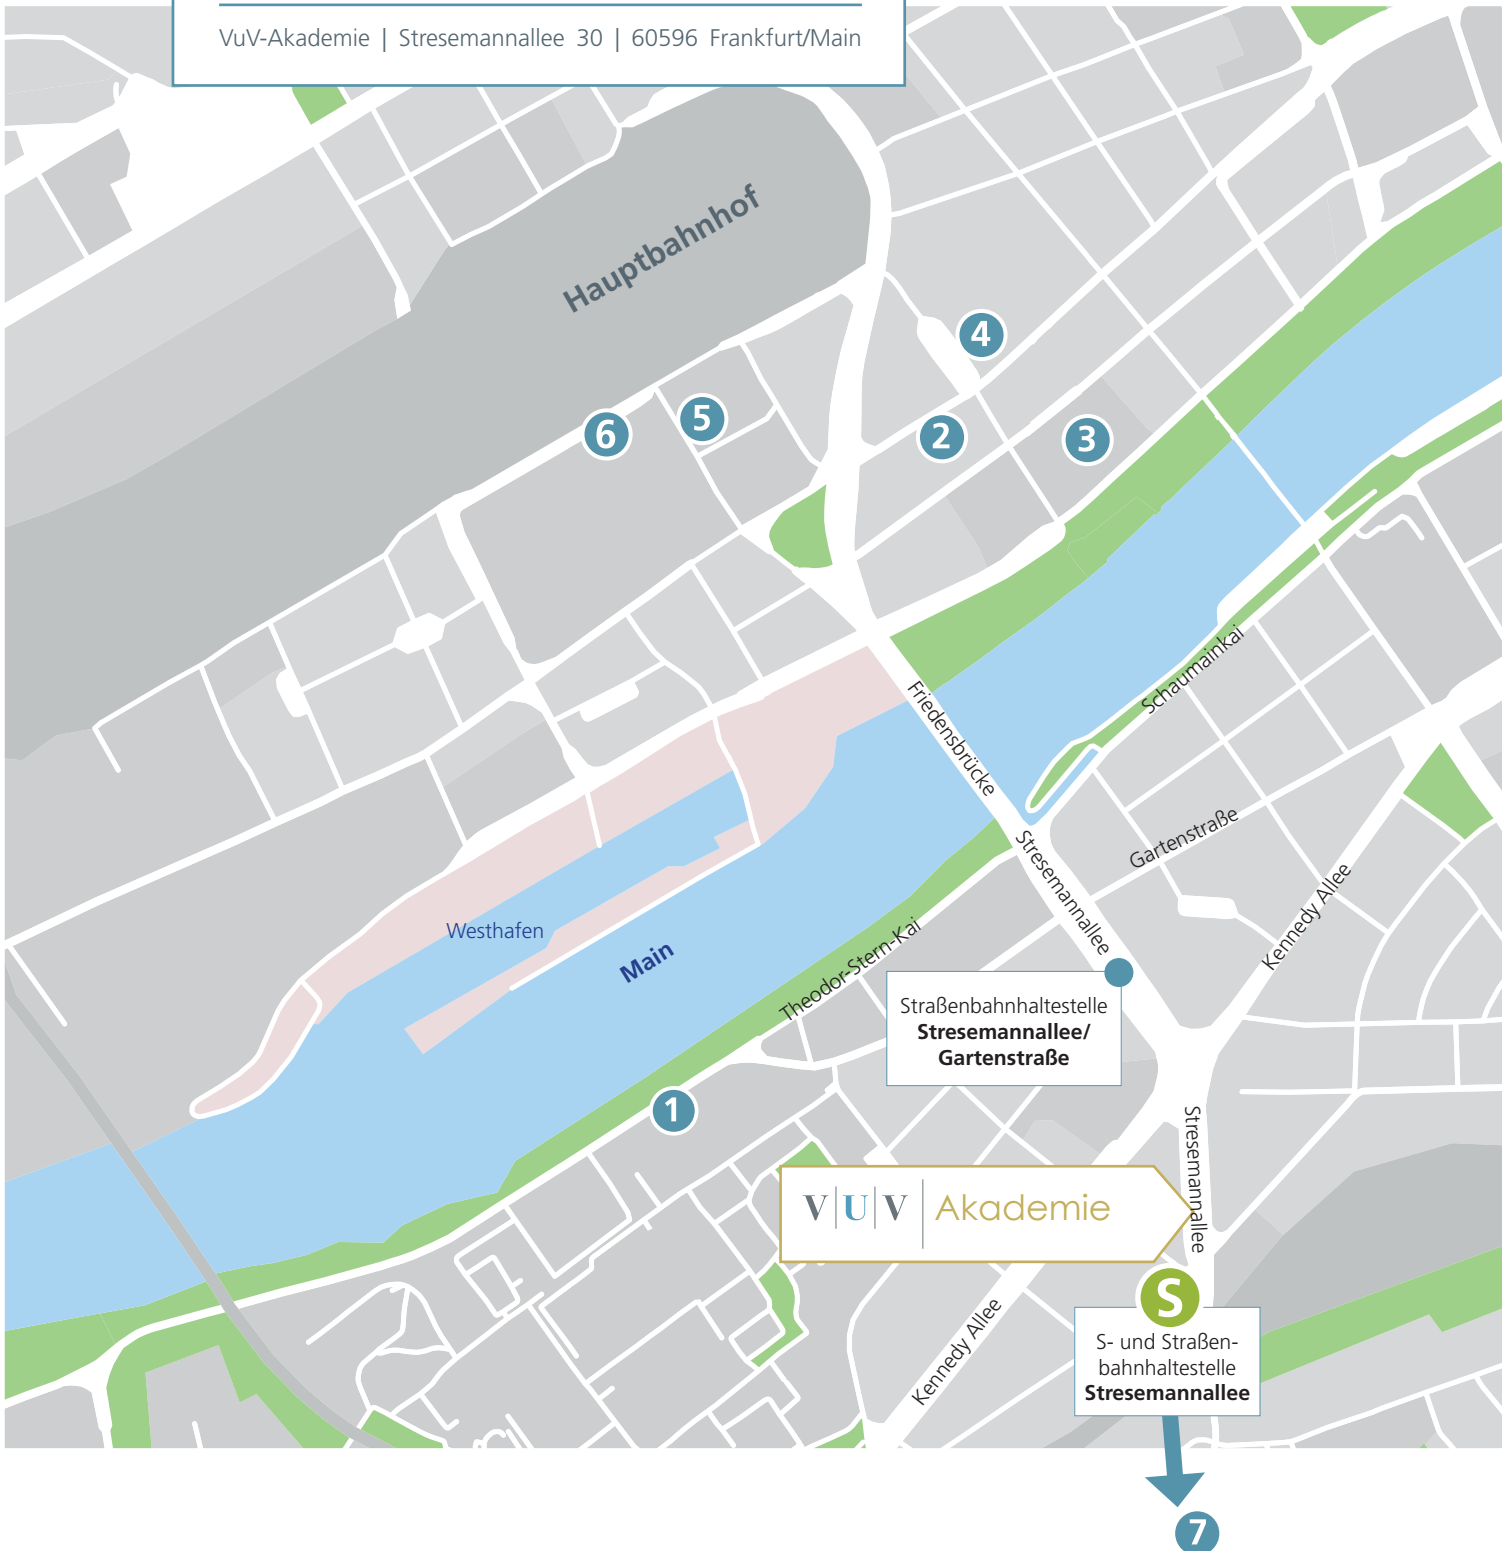 VuV-Akademie | Stresemannallee 30 | 60596 Frankfurt/Main
Hauptbahnhof
4
5
6
2
3
Schaumainkai
Friedensbrücke
Gartenstraße
Stresemannallee
Kennedy Allee
Westhafen
Main
Theodor-Stern-Kai
Straßenbahnhaltestelle
Stresemannallee/
Gartenstraße
1
Stresemannallee
V|U|V | Akademie
Kennedy Allee
S
S- und Straßen-
bahnhaltestelle
Stresemannallee
7